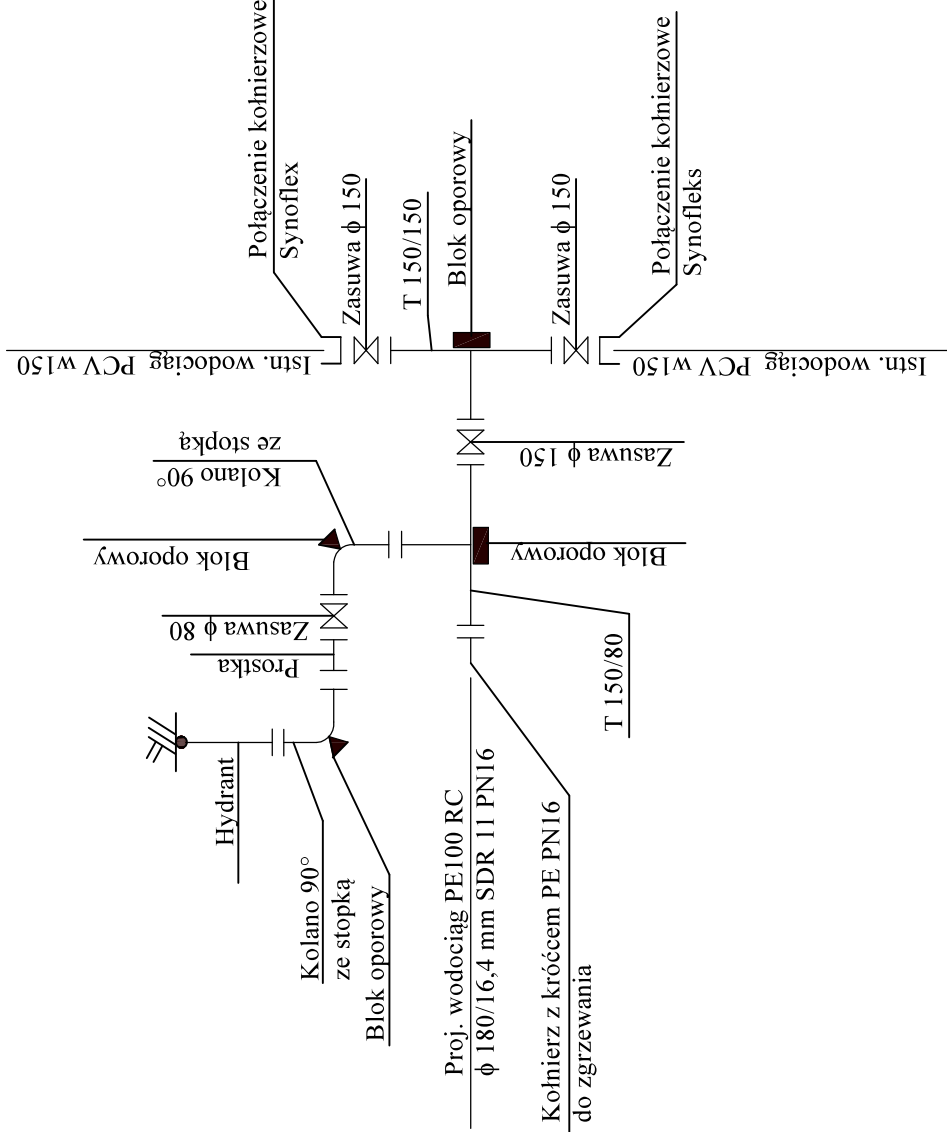 Połączenie kołnierzowe
Synoflex
Zasuwa ϕ 150
T 150/150
Blok oporowy
Zasuwa ϕ 150
Połączenie kołnierzowe
Synofleks
Istn. wodociąg PCV w150
Istn. wodociąg PCV w150
Kolano 90°
ze stopką
Zasuwa ϕ 150
Blok oporowy
Blok oporowy
Zasuwa ϕ 80
Prostka
T 150/80
Hydrant
Kolano 90°
ze stopką
Blok oporowy
Proj. wodociąg PE100 RC
ϕ 180/16,4 mm SDR 11 PN16
Kołnierz z króćcem PE PN16
do zgrzewania